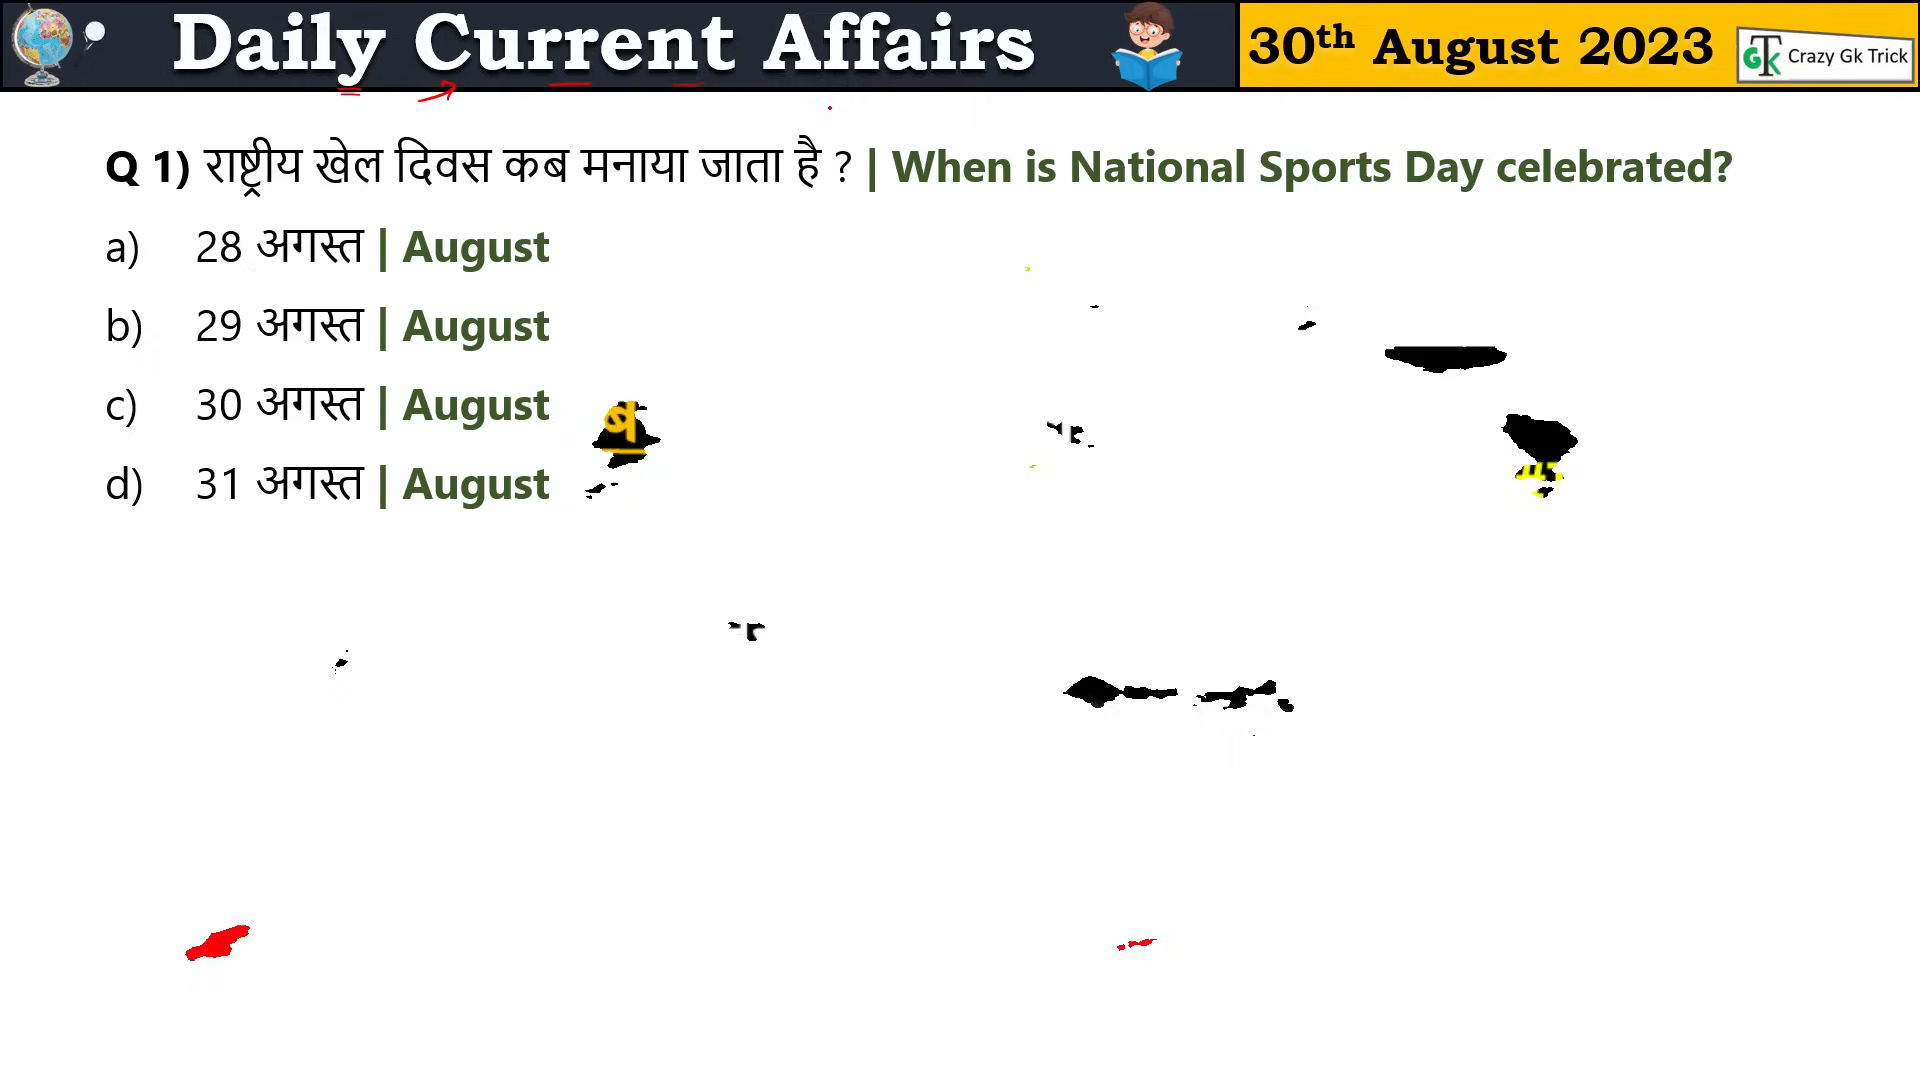 Daily Current Affairs
30th August 2023
GTK Crazy Gk Trick
Q 1) राष्ट्रीय खेल दिवस कब मनाया जाता है ? | When is National Sports Day celebrated?
a) 28 अगस्त | August
b) 29 अगस्त | August
c) 30 अगस्त | August
d) 31 अगस्त | August